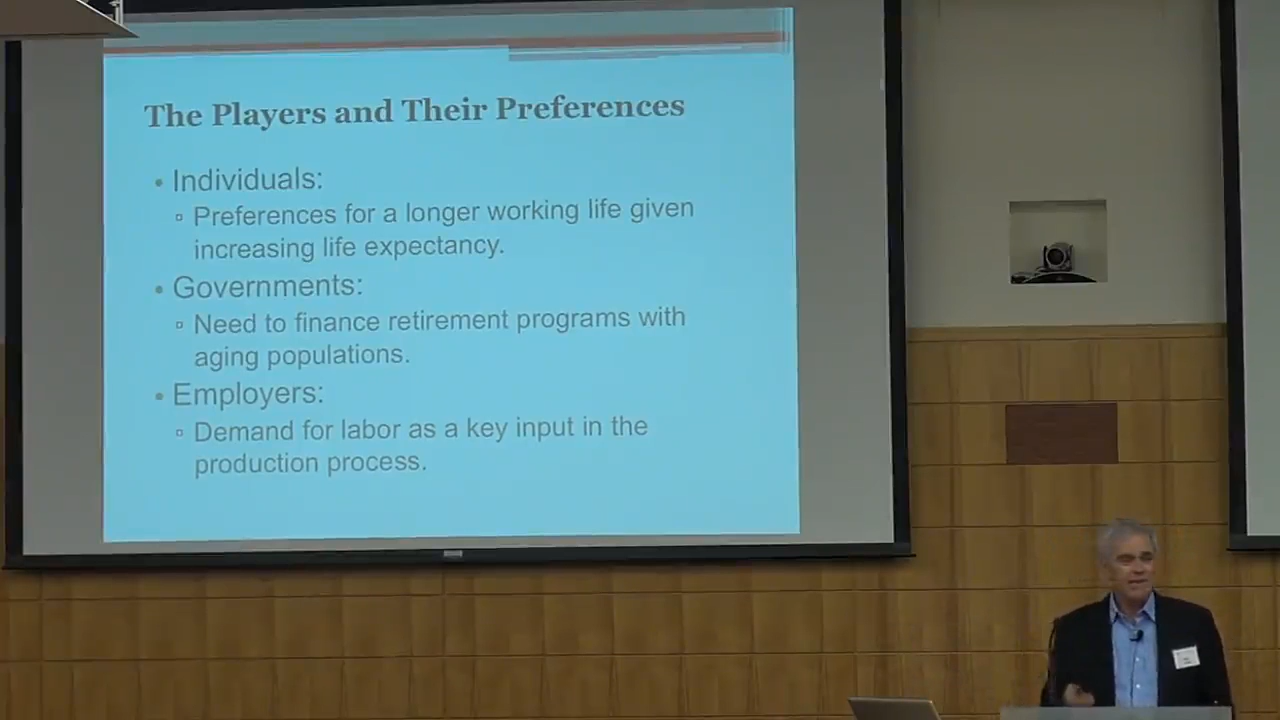 The Players and Their Preferences
• Individuals:
▫ Preferences for a longer working life given
increasing life expectancy.
• Governments:
▫ Need to finance retirement programs with
aging populations.
• Employers:
▫ Demand for labor as a key input in the
production process.